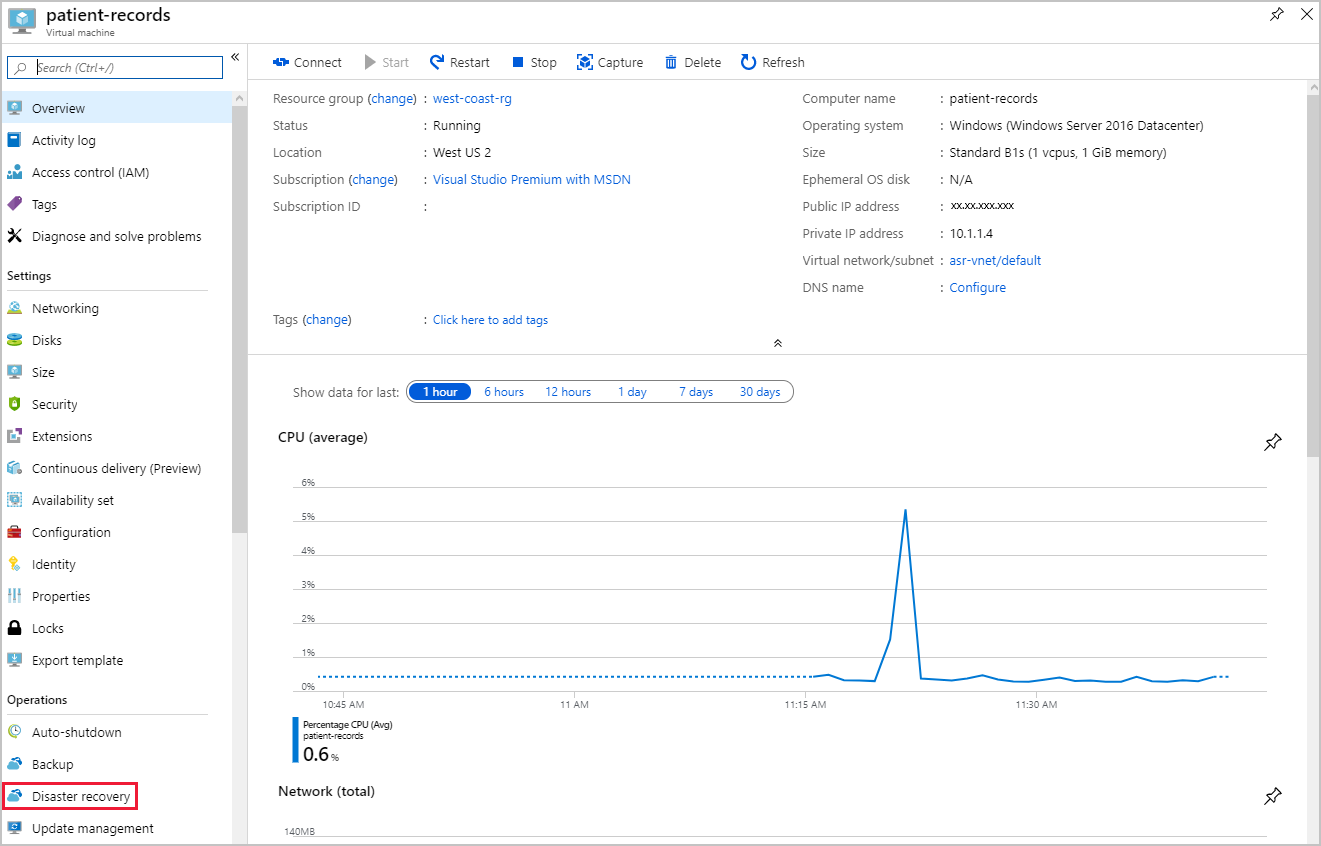 patient-records
Virtual machine
Search (Ctrl+/)
«
Overview
Activity log
Access control (IAM)
Tags
Diagnose and solve problems
Settings
Networking
Disks
Size
Security
Extensions
Continuous delivery (Preview)
Availability set
Configuration
Identity
Properties
Locks
Export template
Operations
Auto-shutdown
Backup
Disaster recovery
Update management
Connect Start Restart Stop Capture Delete Refresh
Resource group (change) : west-coast-rg
Status : Running
Location : West US 2
Subscription (change) : Visual Studio Premium with MSDN
Subscription ID :
Tags (change) : Click here to add tags
Computer name : patient-records
Operating system : Windows (Windows Server 2016 Datacenter)
Size : Standard B1s (1 vcpus, 1 GiB memory)
Ephemeral OS disk : N/A
Public IP address : xx.xx.xxx.xxx
Private IP address : 10.1.1.4
Virtual network/subnet : asr-vnet/default
DNS name : Configure
Show data for last: 1 hour 6 hours 12 hours 1 day 7 days 30 days
CPU (average)
6%
5%
4%
3%
2%
1%
0%
10:45 AM 11 AM 11:15 AM 11:30 AM
Percentage CPU (Avg)
patient-records
0.6 %
Network (total)
140MB